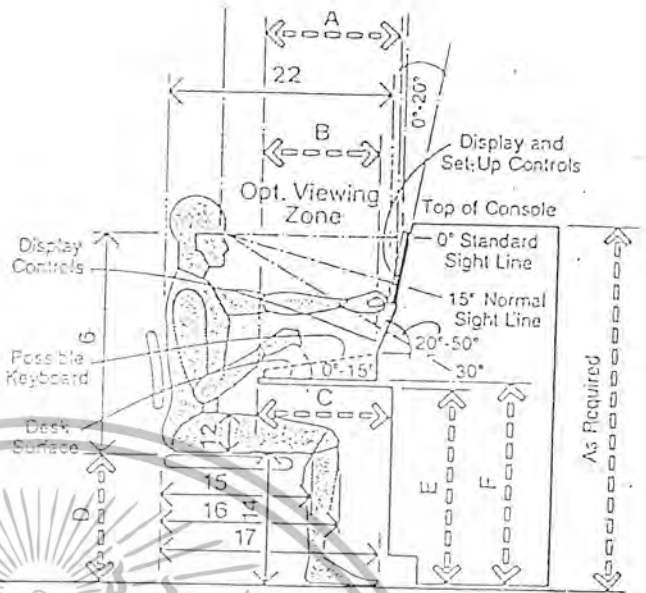 A
22
0°-20°
B
Display and
Set-Up Controls
Opt. Viewing
Zone
Top of Console
Display
Controls
0° Standard
Sight Line
15° Normal
Sight Line
6
20°-50°
30°
Possible
Keyboard
0°-15°
As Required
Desk
Surface
C
12
E
F
D
15
14
16
17